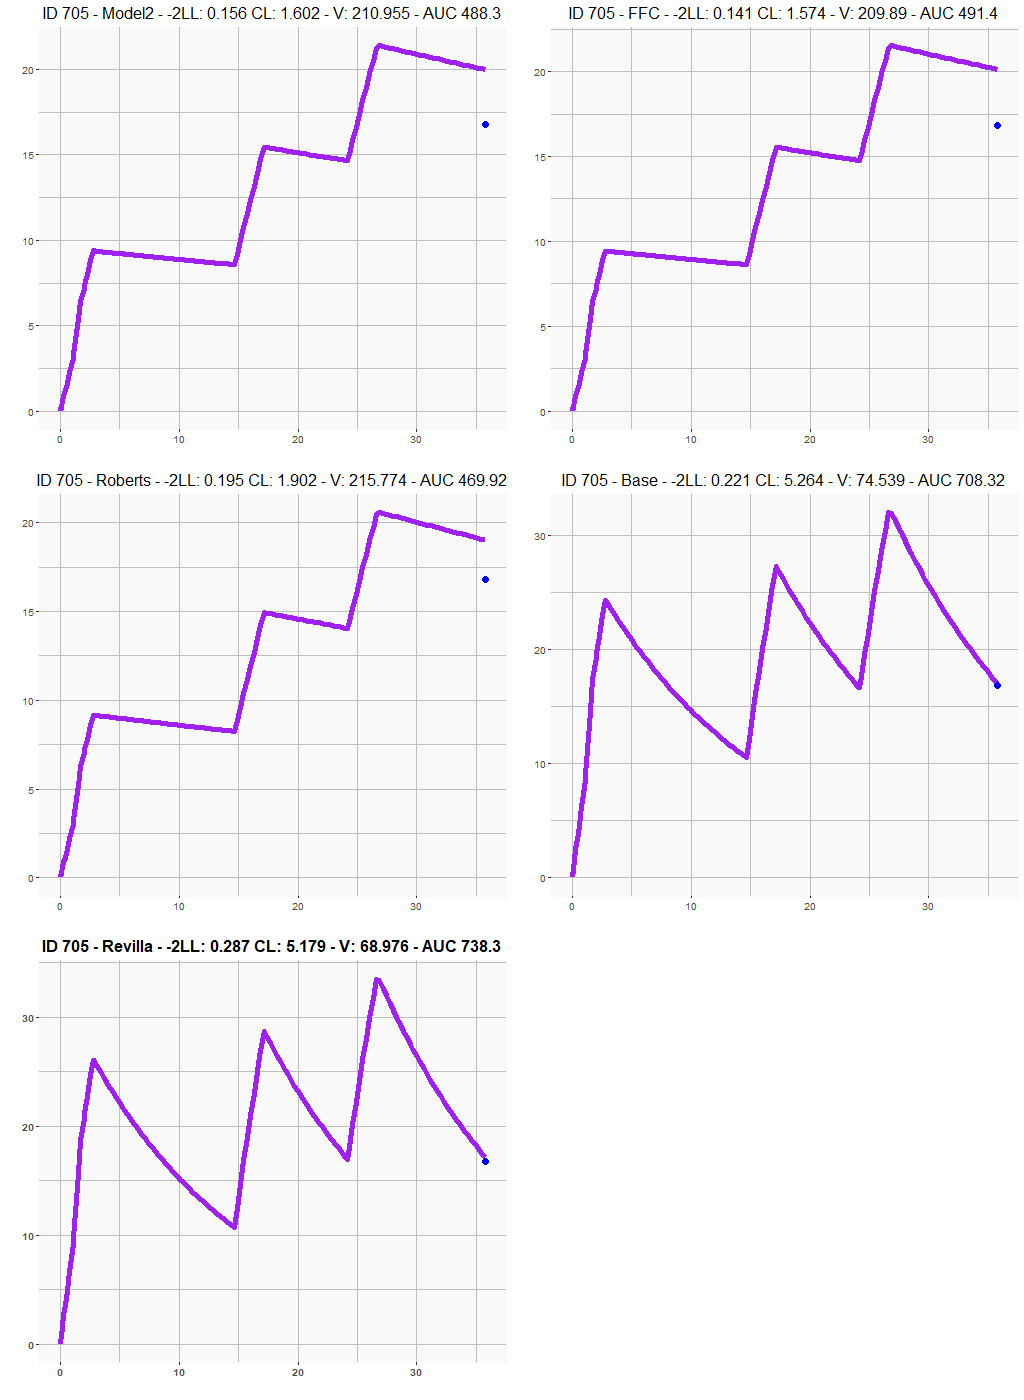 ID 705 - Model2 - -2LL: 0.156 CL: 1.602 - V: 210.955 - AUC 488.3
20
15
10
5
0
0 10 20 30
ID 705 - FFC - -2LL: 0.141 CL: 1.574 - V: 209.89 - AUC 491.4
20
15
10
5
0
0 10 20 30
ID 705 - Roberts - -2LL: 0.195 CL: 1.902 - V: 215.774 - AUC 469.92
20
15
10
5
0
0 10 20 30
ID 705 - Base - -2LL: 0.221 CL: 5.264 - V: 74.539 - AUC 708.32
30
20
10
0
0 10 20 30
ID 705 - Revilla - -2LL: 0.287 CL: 5.179 - V: 68.976 - AUC 738.3
30
20
10
0
0 10 20 30